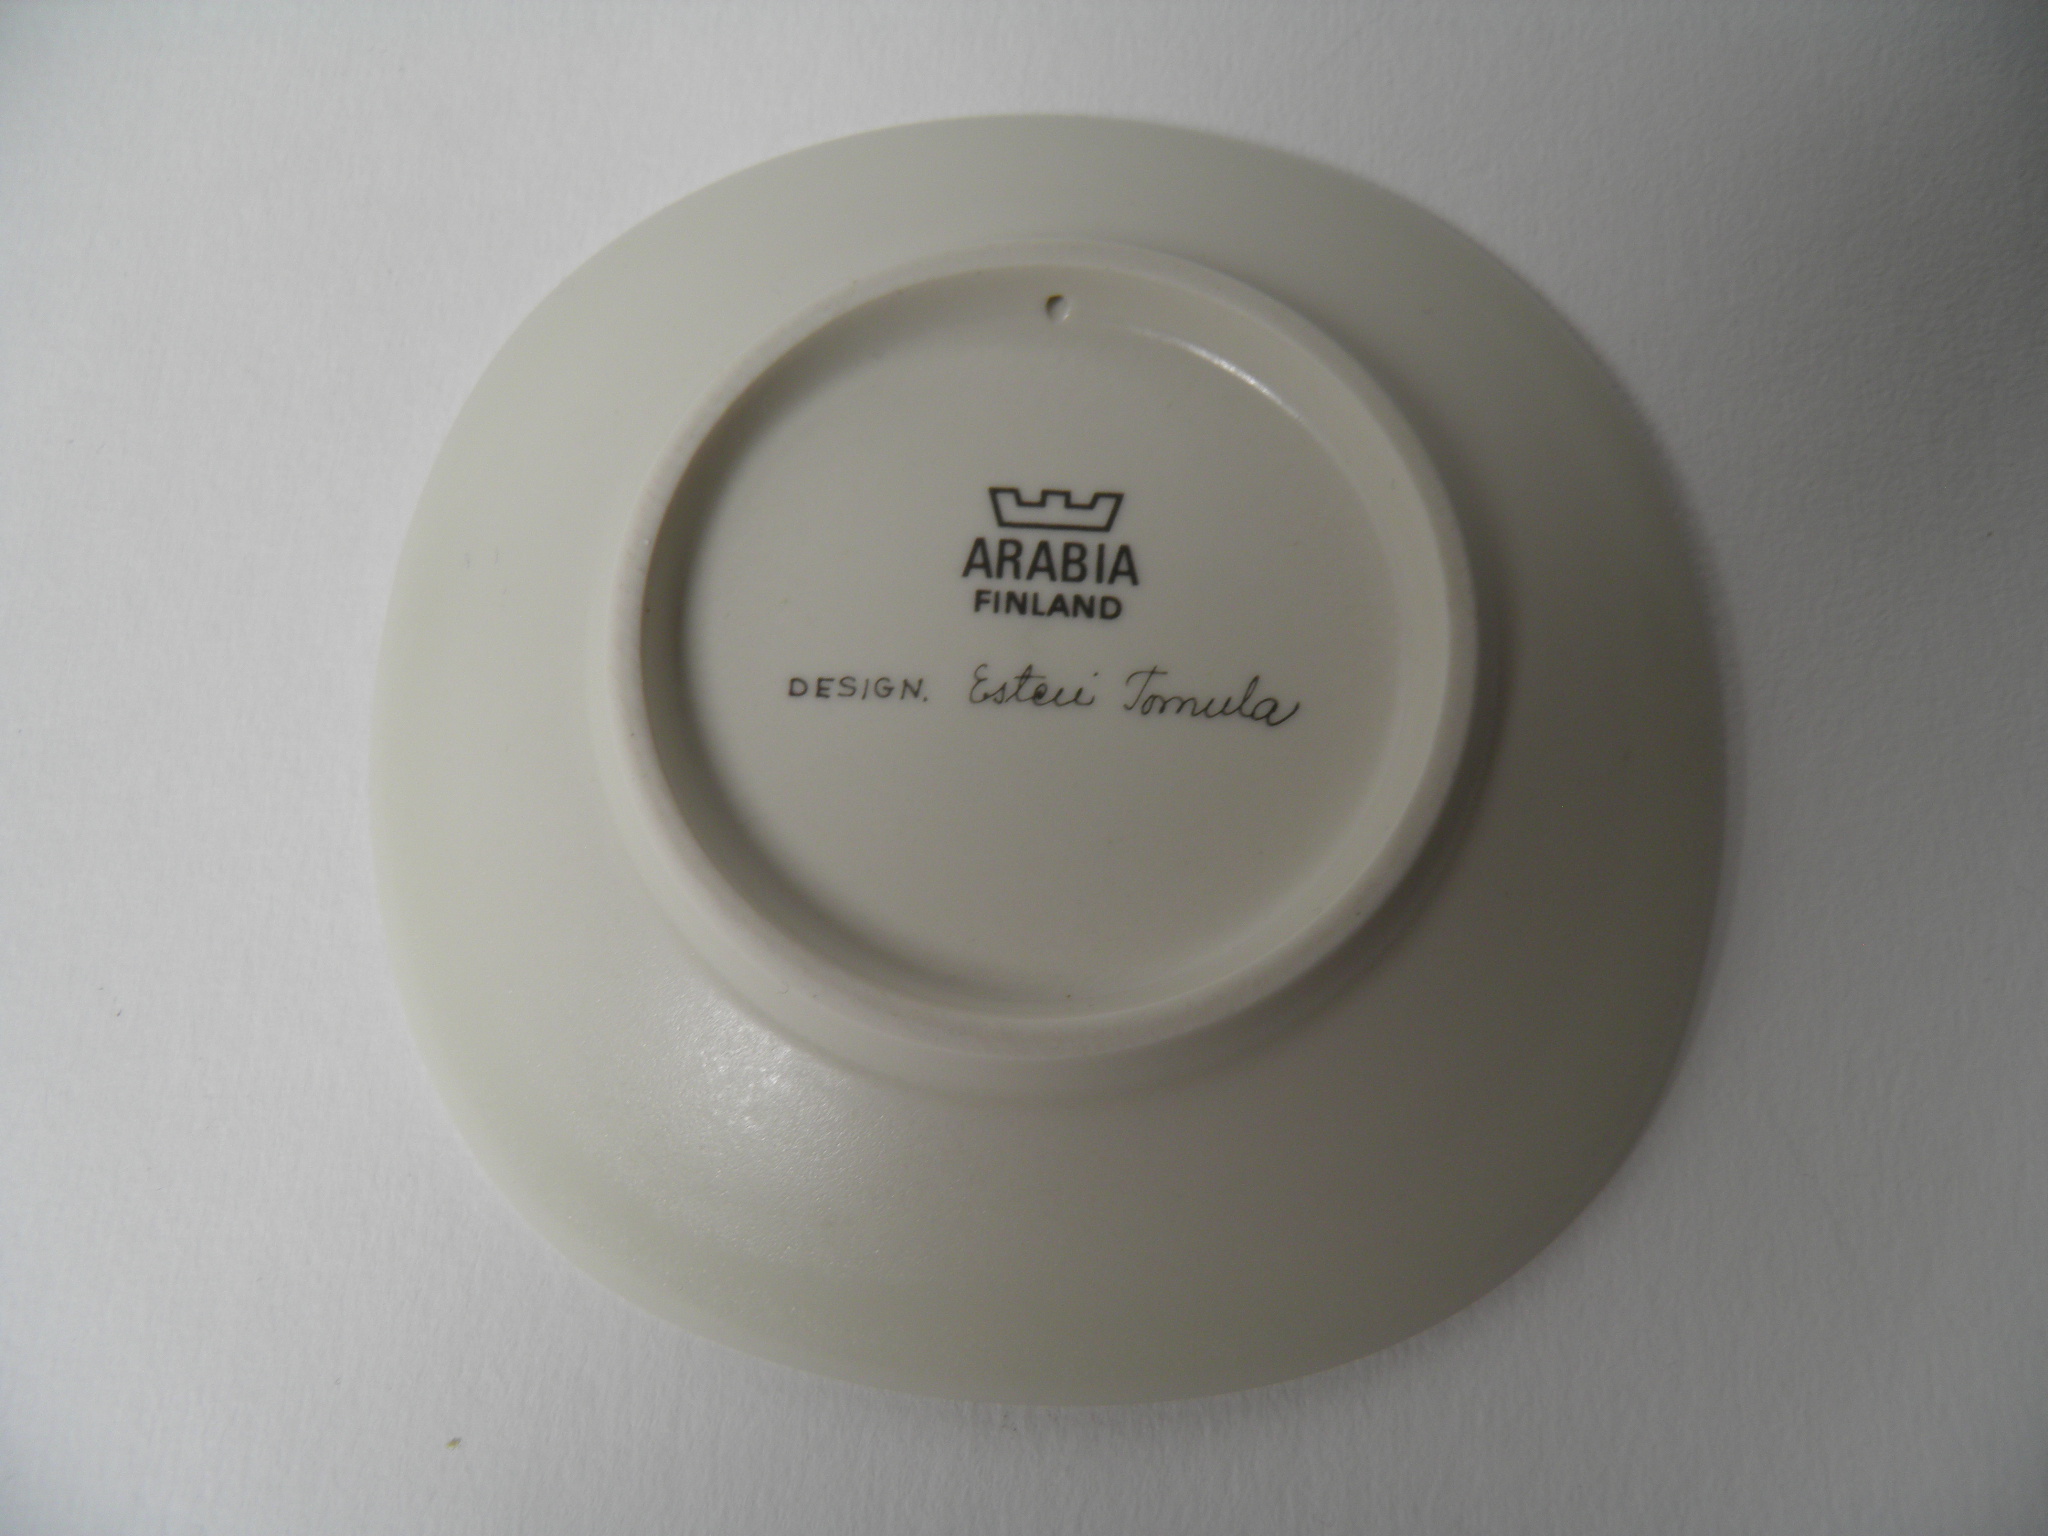 ARABIA
FINLAND
DESIGN. Esteri Tomula